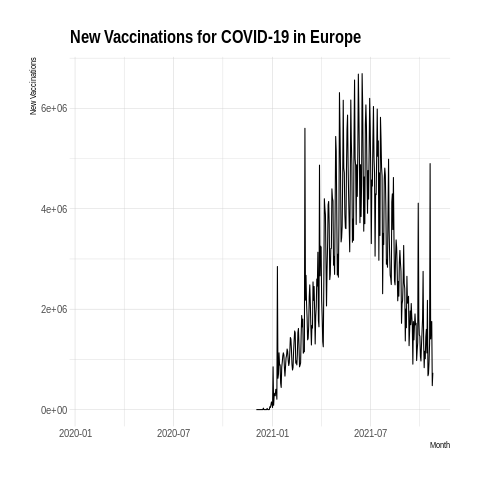 New Vaccinations for COVID-19 in Europe
New Vaccinations
6e+06
4e+06
2e+06
0e+00
2020-01 2020-07 2021-01 2021-07
Month